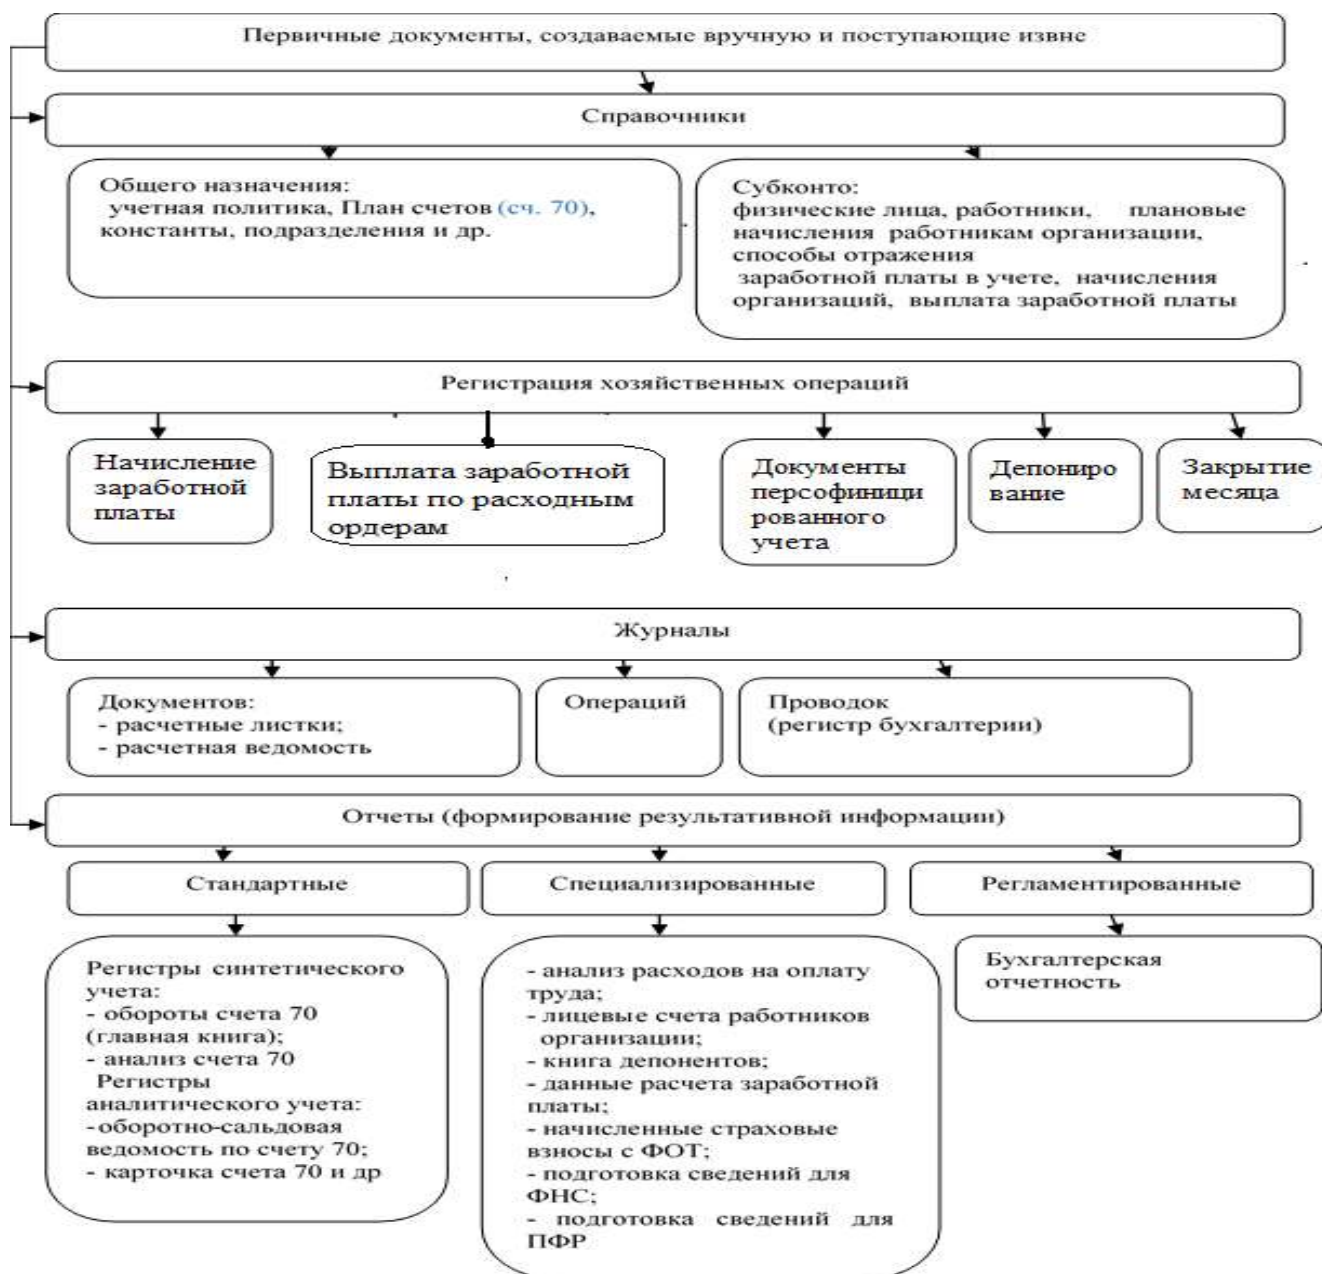 Первичные документы, создаваемые вручную и поступающие извне
Справочники
Общего назначения:
учетная политика, План счетов (сч. 70),
константы, подразделения и др.
Субконто:
физические лица, работники, плановые
начисления работникам организации,
способы отражения
заработной платы в учете, начисления
организаций, выплата заработной платы
Регистрация хозяйственных операций
Начисление
заработной
платы
Выплата заработной
платы по расходным
ордерам
Документы
персофиници
рованного
учета
Депониро
вание
Закрытие
месяца
Журналы
Документов:
- расчетные листки;
- расчетная ведомость
Операций
Проводок
(регистр бухгалтерии)
Отчеты (формирование результативной информации)
Стандартные
Специализированные
Регламентированные
Регистры синтетического
учета:
- обороты счета 70
(главная книга);
- анализ счета 70
Регистры
аналитического учета:
-оборотно-сальдовая
ведомость по счету 70;
- карточка счета 70 и др
- анализ расходов на оплату
труда;
- лицевые счета работников
организации;
- книга депонентов;
- данные расчета заработной
платы;
- начисленные страховые
взносы с ФОТ;
- подготовка сведений для
ФНС;
- подготовка сведений для
ПФР
Бухгалтерская
отчетность